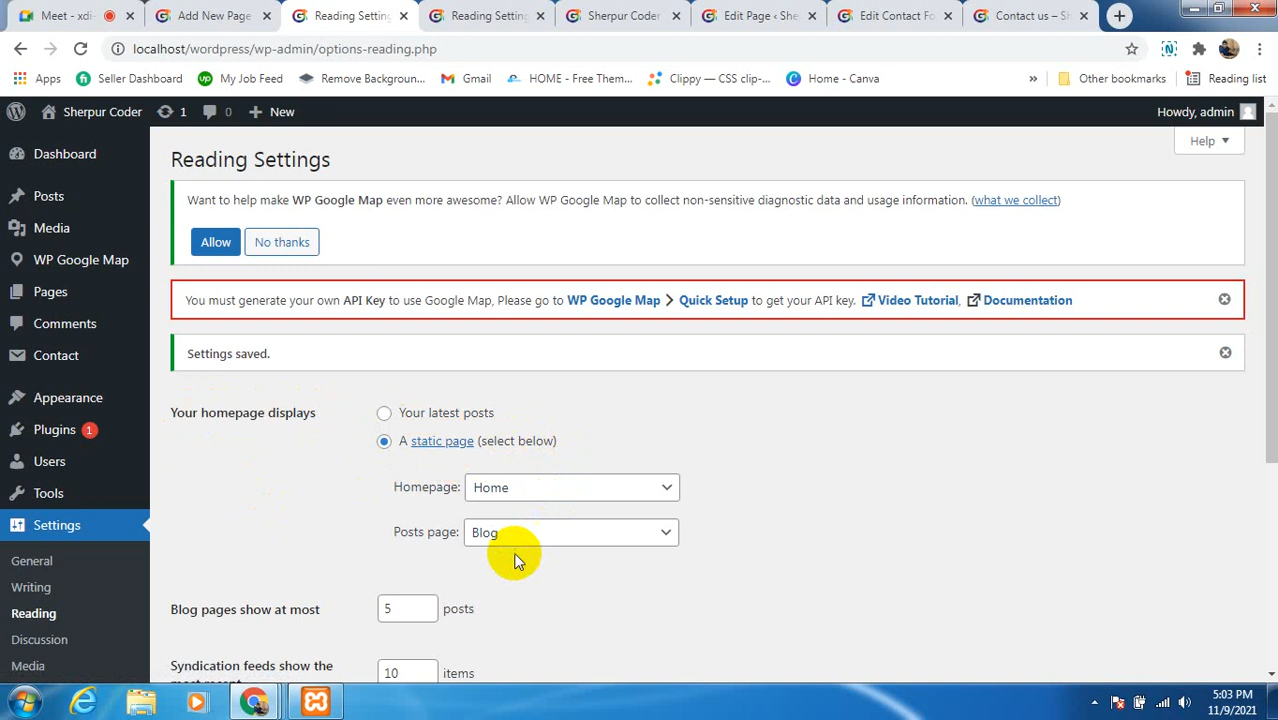 Meet - xdi
Add New Page
Reading Setting
Reading Setting
Sherpur Coder
Edit Page ‹ She
Edit Contact Fo
Contact us – S
localhost/wordpress/wp-admin/options-reading.php
Apps
Seller Dashboard
My Job Feed
Remove Backgroun...
Gmail
HOME - Free Them...
Clippy — CSS clip-...
Home - Canva
»
Other bookmarks
Reading list
Sherpur Coder
1
0
New
Howdy, admin
Dashboard
Posts
Media
WP Google Map
Pages
Comments
Contact
Appearance
Plugins 1
Users
Tools
Settings
General
Writing
Reading
Discussion
Media
Help
Reading Settings
Want to help make WP Google Map even more awesome? Allow WP Google Map to collect non-sensitive diagnostic data and usage information. (what we collect)
Allow
No thanks
You must generate your own API Key to use Google Map, Please go to WP Google Map > Quick Setup to get your API key. Video Tutorial, Documentation
Settings saved.
Your homepage displays
Your latest posts
A static page (select below)
Homepage: Home
Posts page: Blog
Blog pages show at most 5 posts
Syndication feeds show the
10 items
5:03 PM
11/9/2021